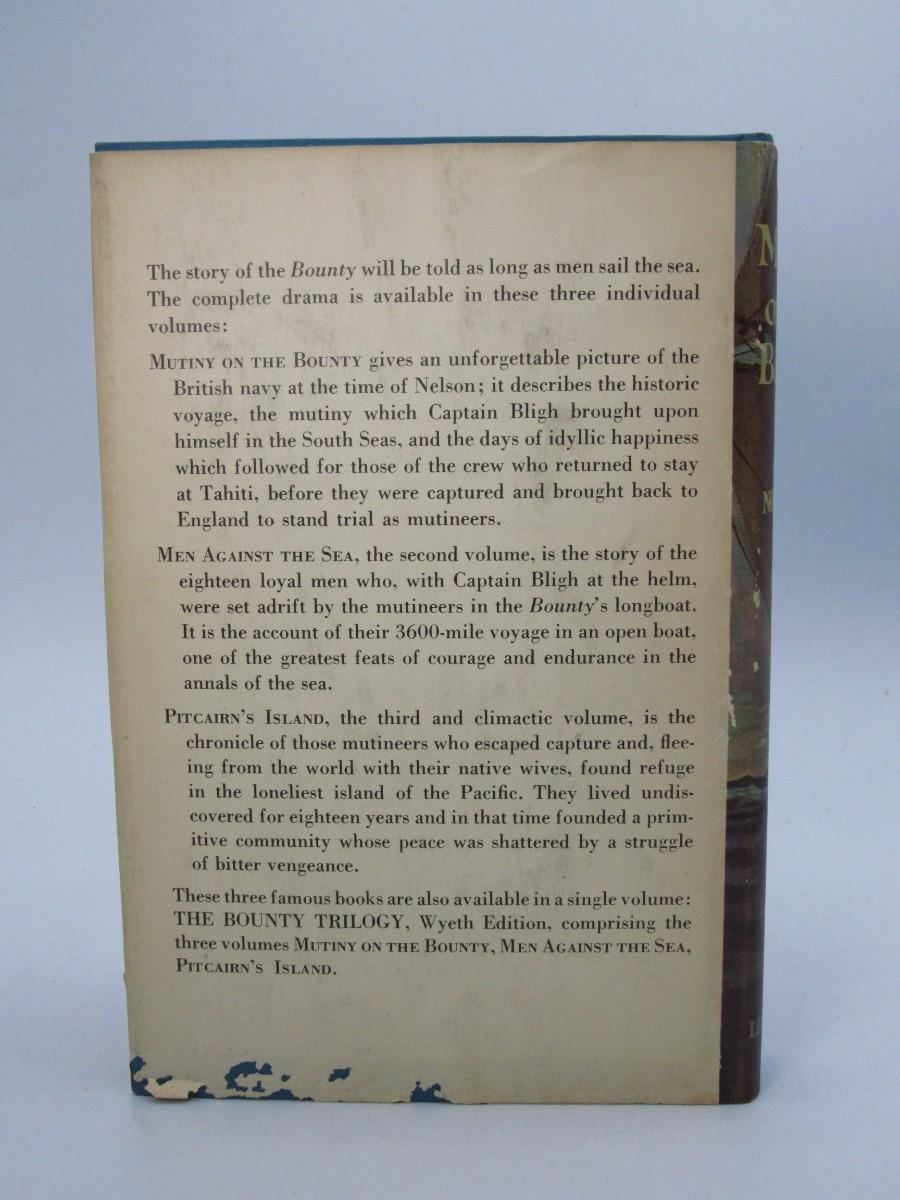 The story of the Bounty will be told as long as men sail the sea.
The complete drama is available in these three individual
volumes:
MUTINY ON THE BOUNTY gives an unforgettable picture of the
British navy at the time of Nelson; it describes the historic
voyage, the mutiny which Captain Bligh brought upon
himself in the South Seas, and the days of idyllic happiness
which followed for those of the crew who returned to stay
at Tahiti, before they were captured and brought back to
England to stand trial as mutineers.
MEN AGAINST THE SEA, the second volume, is the story of the
eighteen loyal men who, with Captain Bligh at the helm,
were set adrift by the mutineers in the Bounty's longboat.
It is the account of their 3600-mile voyage in an open boat,
one of the greatest feats of courage and endurance in the
annals of the sea.
PITCAIRN'S ISLAND, the third and climactic volume, is the
chronicle of those mutineers who escaped capture and, flee-
ing from the world with their native wives, found refuge
in the loneliest island of the Pacific. They lived undis-
covered for eighteen years and in that time founded a prim-
itive community whose peace was shattered by a struggle
of bitter vengeance.
These three famous books are also available in a single volume:
THE BOUNTY TRILOGY, Wyeth Edition, comprising the
three volumes MUTINY ON THE BOUNTY, MEN AGAINST THE SEA,
PITCAIRN'S ISLAND.